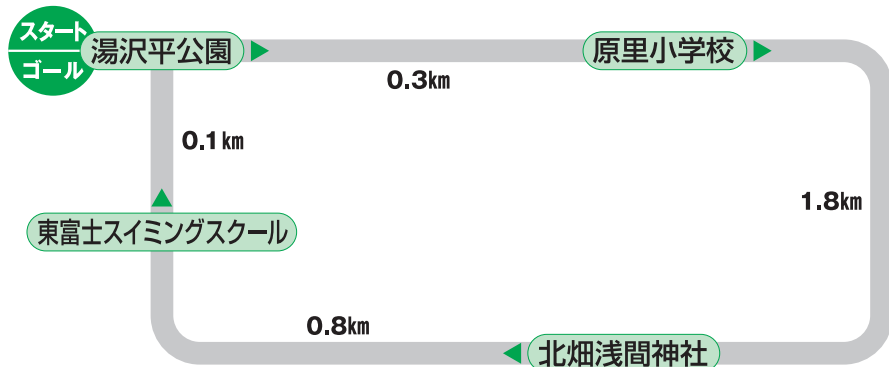 スタート
ゴール
湯沢平公園
0.3km
原里小学校
1.8km
北畑浅間神社
0.8km
東富士スイミングスクール
0.1km